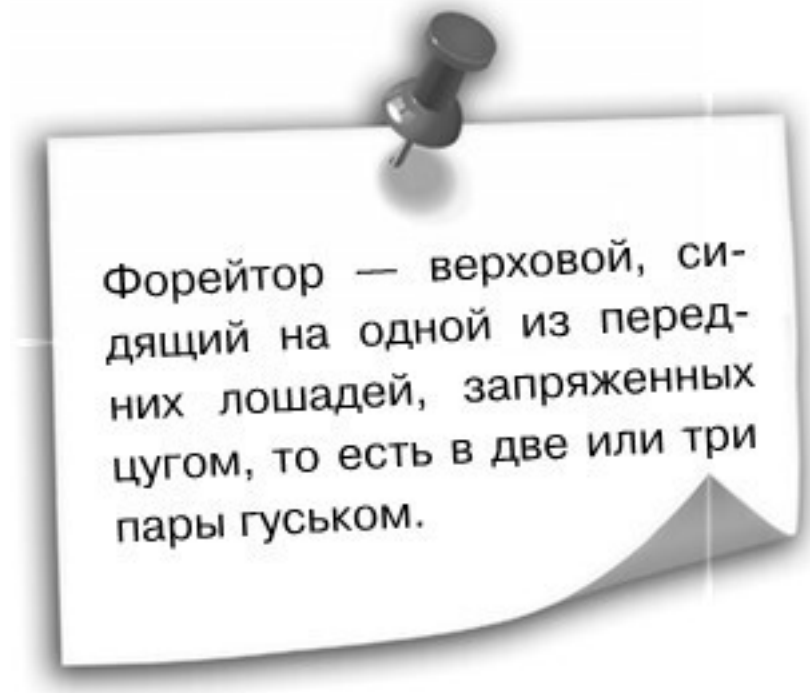 Форейтор — верховой, си-
дящий на одной из перед-
них лошадей, запряженных
цугом, то есть в две или три
пары гуськом.